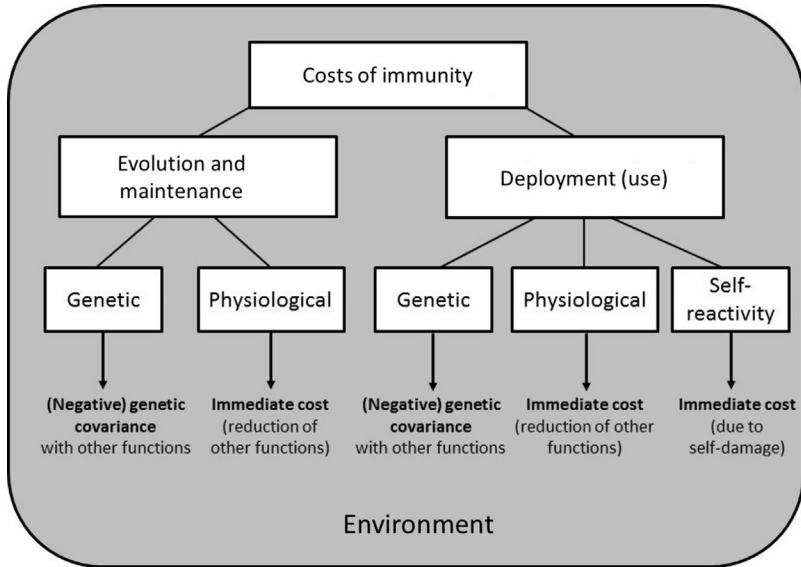 Costs of immunity
Evolution and
maintenance
Deployment (use)
Genetic
Physiological
Genetic
Physiological
Self-
reactivity
(Negative) genetic
covariance
with other functions
Immediate cost
(reduction of
other functions)
(Negative) genetic
covariance
with other functions
Immediate cost
(reduction of other
functions)
Immediate cost
(due to
self-damage)
Environment